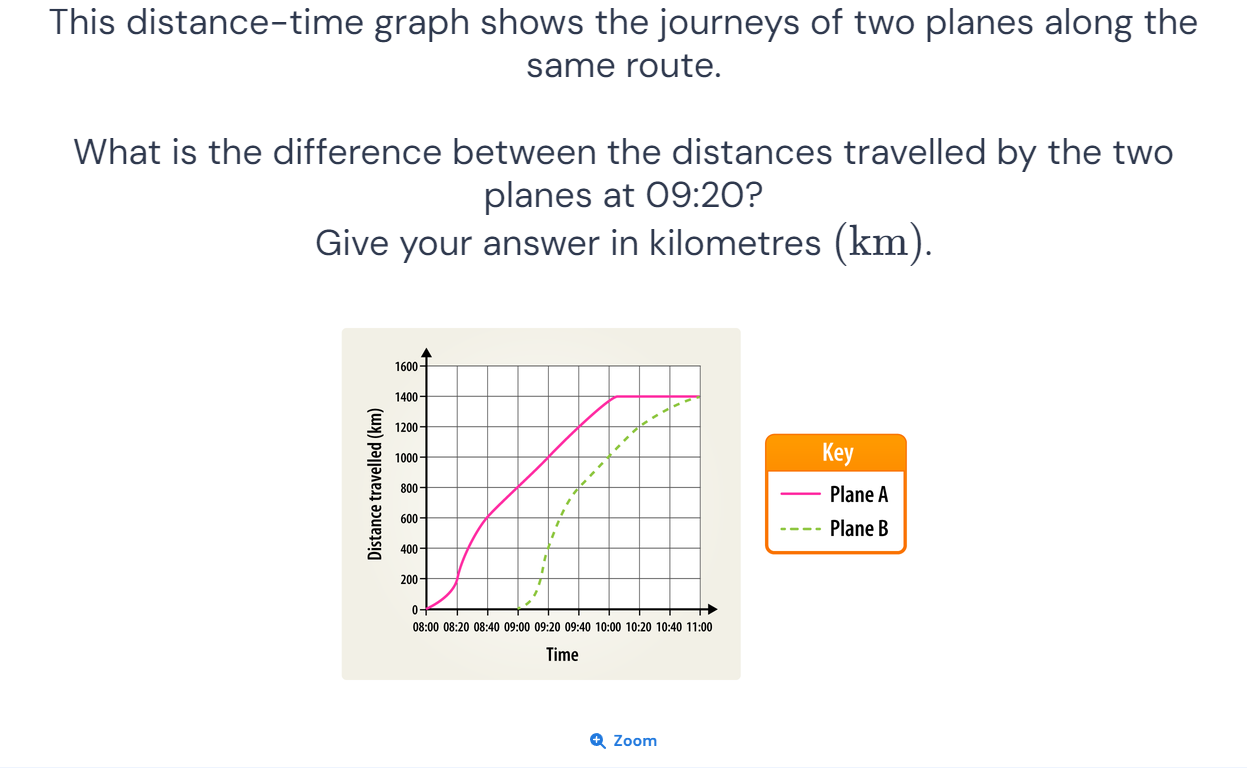 This distance-time graph shows the journeys of two planes along the
same route.
What is the difference between the distances travelled by the two
planes at 09:20?
Give your answer in kilometres (km).
1600
1400
1200
1000
800
600
400
200
0
Distance travelled (km)
08:00 08:20 08:40 09:00 09:20 09:40 10:00 10:20 10:40 11:00
Time
Key
Plane A
Plane B
Zoom